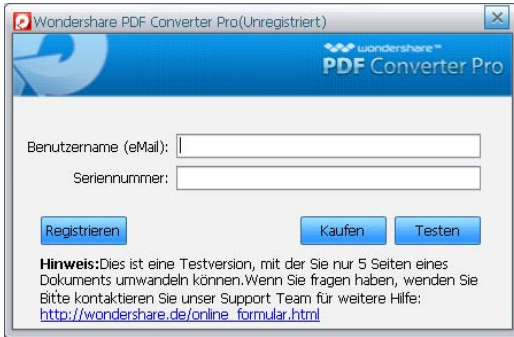 Wondershare PDF Converter Pro(Unregistriert)
wondershare™
PDF Converter Pro
Benutzername (eMail):
Seriennummer:
Registrieren Kaufen Testen
Hinweis:Dies ist eine Testversion, mit der Sie nur 5 Seiten eines
Dokuments umwandeln können.Wenn Sie fragen haben, wenden Sie
Bitte kontaktieren Sie unser Support Team für weitere Hilfe:
http://wondershare.de/online_formular.html